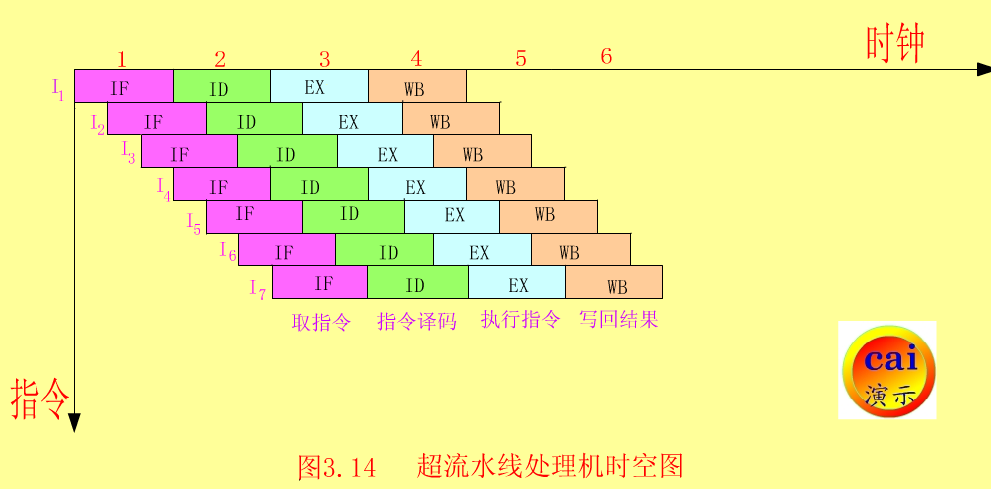 时钟
1 2 3 4 5 6
I1 IF ID EX WB
I2 IF ID EX WB
I3 IF ID EX WB
I4 IF ID EX WB
I5 IF ID EX WB
I6 IF ID EX WB
I7 IF ID EX WB
取指令 指令译码 执行指令 写回结果
指令
cai
演示
图3.14 超流水线处理机时空图